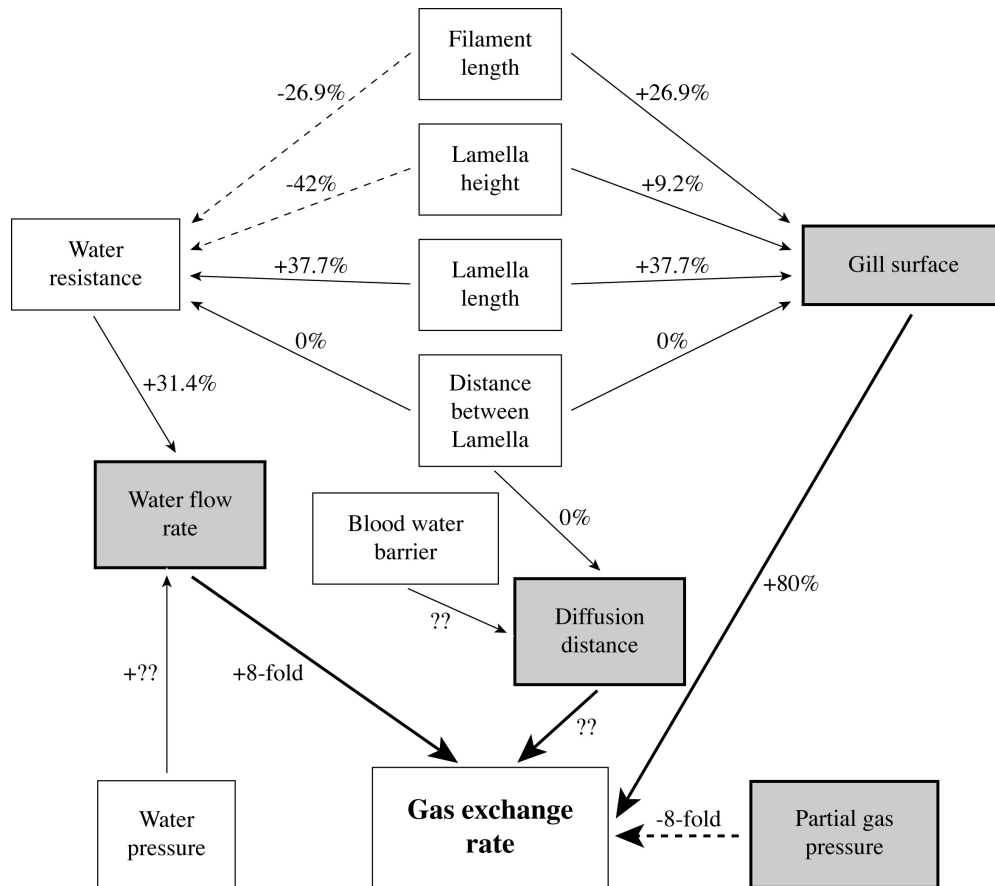 Filament
length
-26.9%
+26.9%
Lamella
height
-42%
+9.2%
Water
resistance
+37.7%
Lamella
length
+37.7%
Gill surface
0%
0%
Distance
between
Lamella
+31.4%
Water flow
rate
Blood water
barrier
0%
??
Diffusion
distance
+80%
+??
+8-fold
??
Water
pressure
Gas exchange
rate
-8-fold
Partial gas
pressure